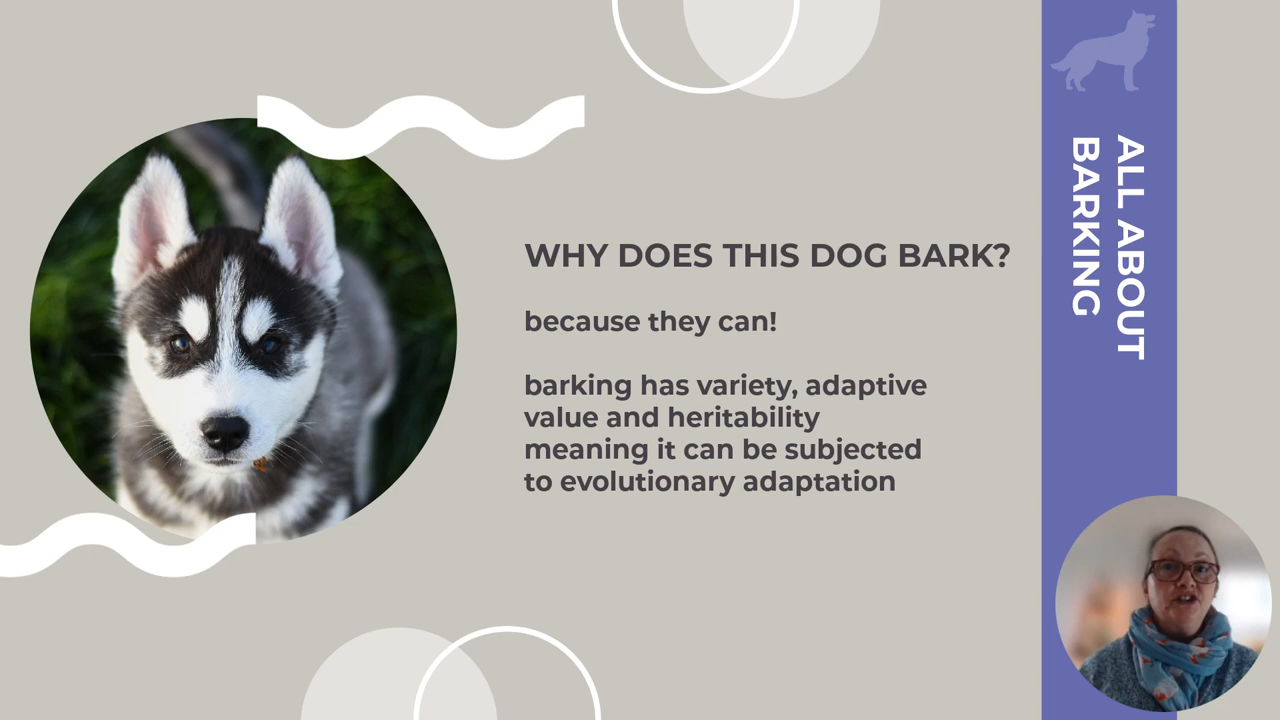 WHY DOES THIS DOG BARK?
because they can!
barking has variety, adaptive
value and heritability
meaning it can be subjected
to evolutionary adaptation
ALL ABOUT
BARKING